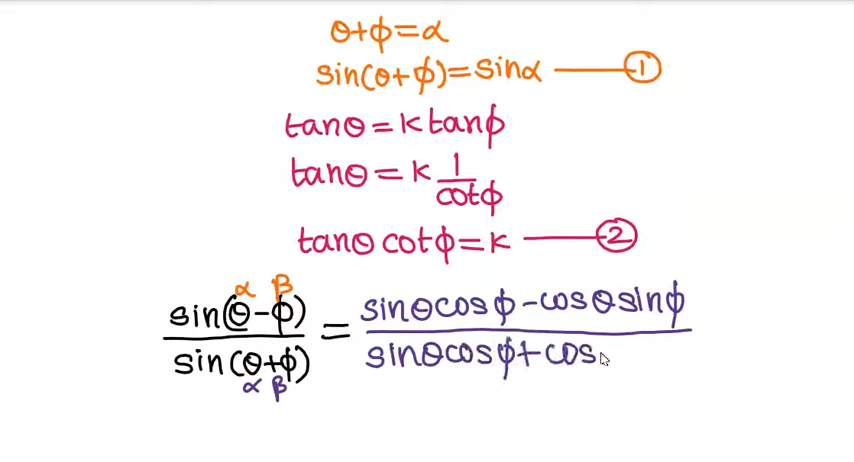 θ+ϕ=α
sin(θ+ϕ)=sinα ——— ①
tanθ=K tanϕ
tanθ=K 1/cotϕ
tanθ cotϕ=K ——— ②
α β
sin(θ-ϕ)/sin(θ+ϕ) = sinθcosϕ-cosθsinϕ/sinθcosϕ+cos
α β